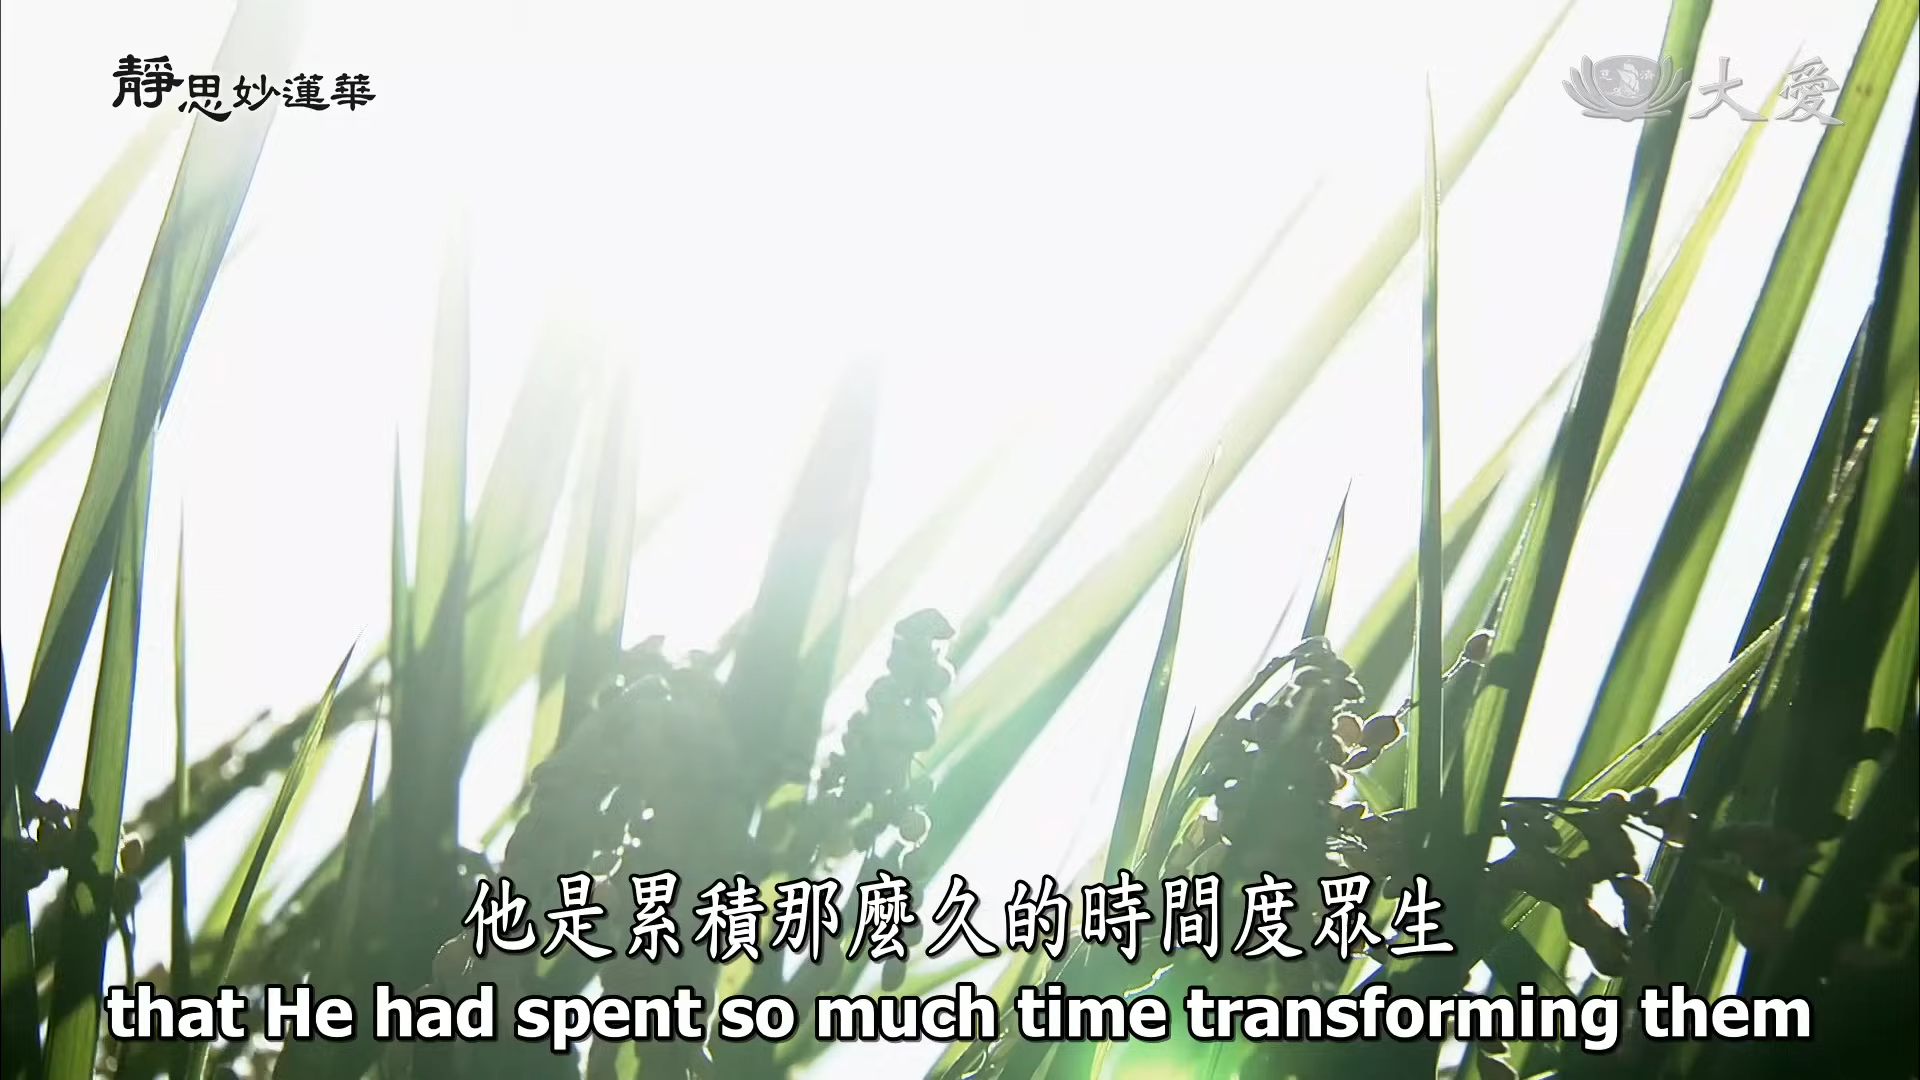 靜思妙蓮華
大愛
他是累積那麼久的時間度眾生
that He had spent so much time transforming them